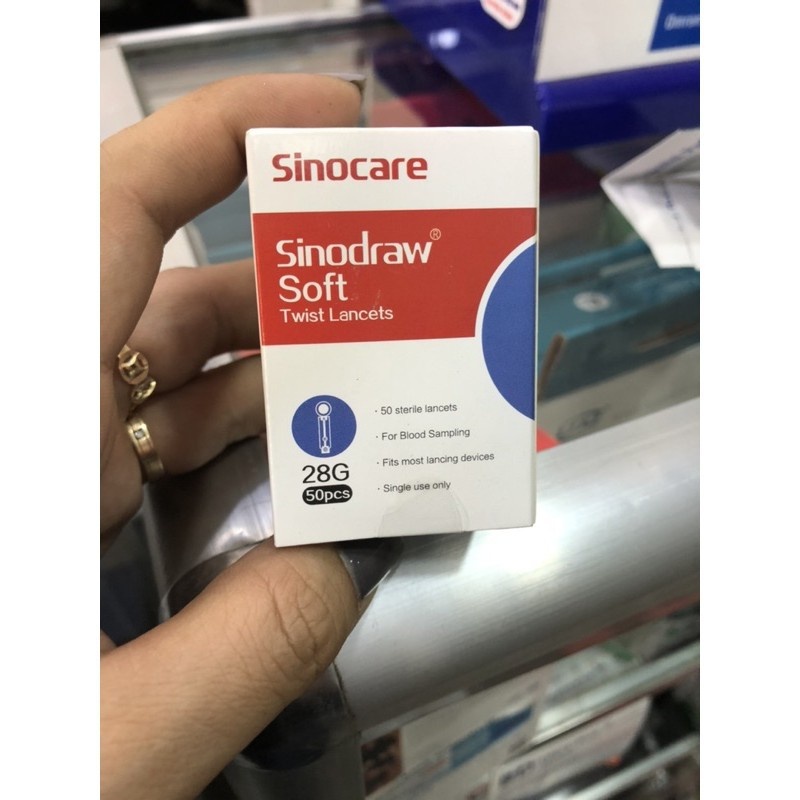 Sinocare
Sinodraw®
Soft
Twist Lancets
28G
50pcs
· 50 sterile lancets
· For Blood Sampling
· Fits most lancing devices
· Single use only